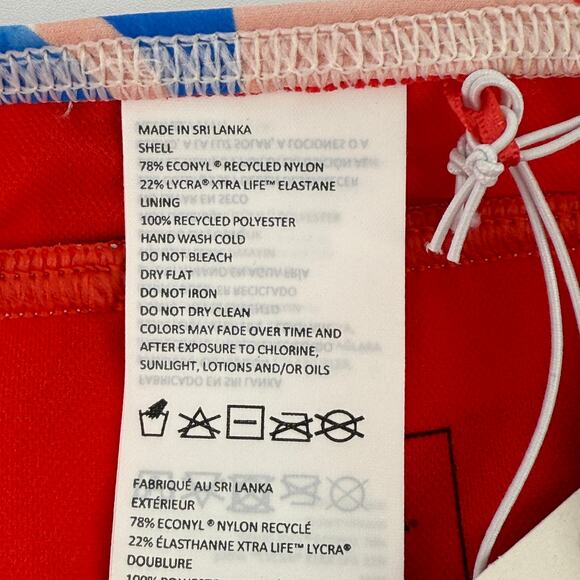 MADE IN SRI LANKA
SHELL
78% ECONYL® RECYCLED NYLON
22% LYCRA® XTRA LIFE™ ELASTANE
LINING
100% RECYCLED POLYESTER
HAND WASH COLD
DO NOT BLEACH
DRY FLAT
DO NOT IRON
DO NOT DRY CLEAN
COLORS MAY FADE OVER TIME AND
AFTER EXPOSURE TO CHLORINE,
SUNLIGHT, LOTIONS AND/OR OILS
FABRIQUÉ AU SRI LANKA
EXTÉRIEUR
78% ECONYL® NYLON RECYCLÉ
22% ÉLASTHANNE XTRA LIFE™ LYCRA®
DOUBLURE